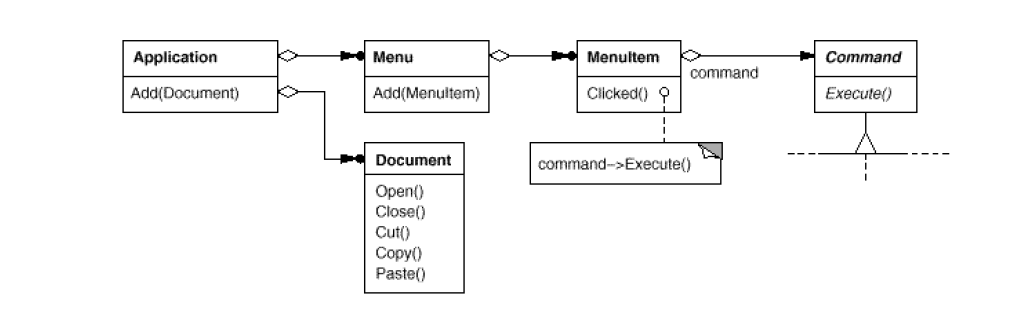 Application
Add(Document)
Menu
Add(MenuItem)
MenuItem
Clicked()
command
Command
Execute()
command->Execute()
Document
Open()
Close()
Cut()
Copy()
Paste()